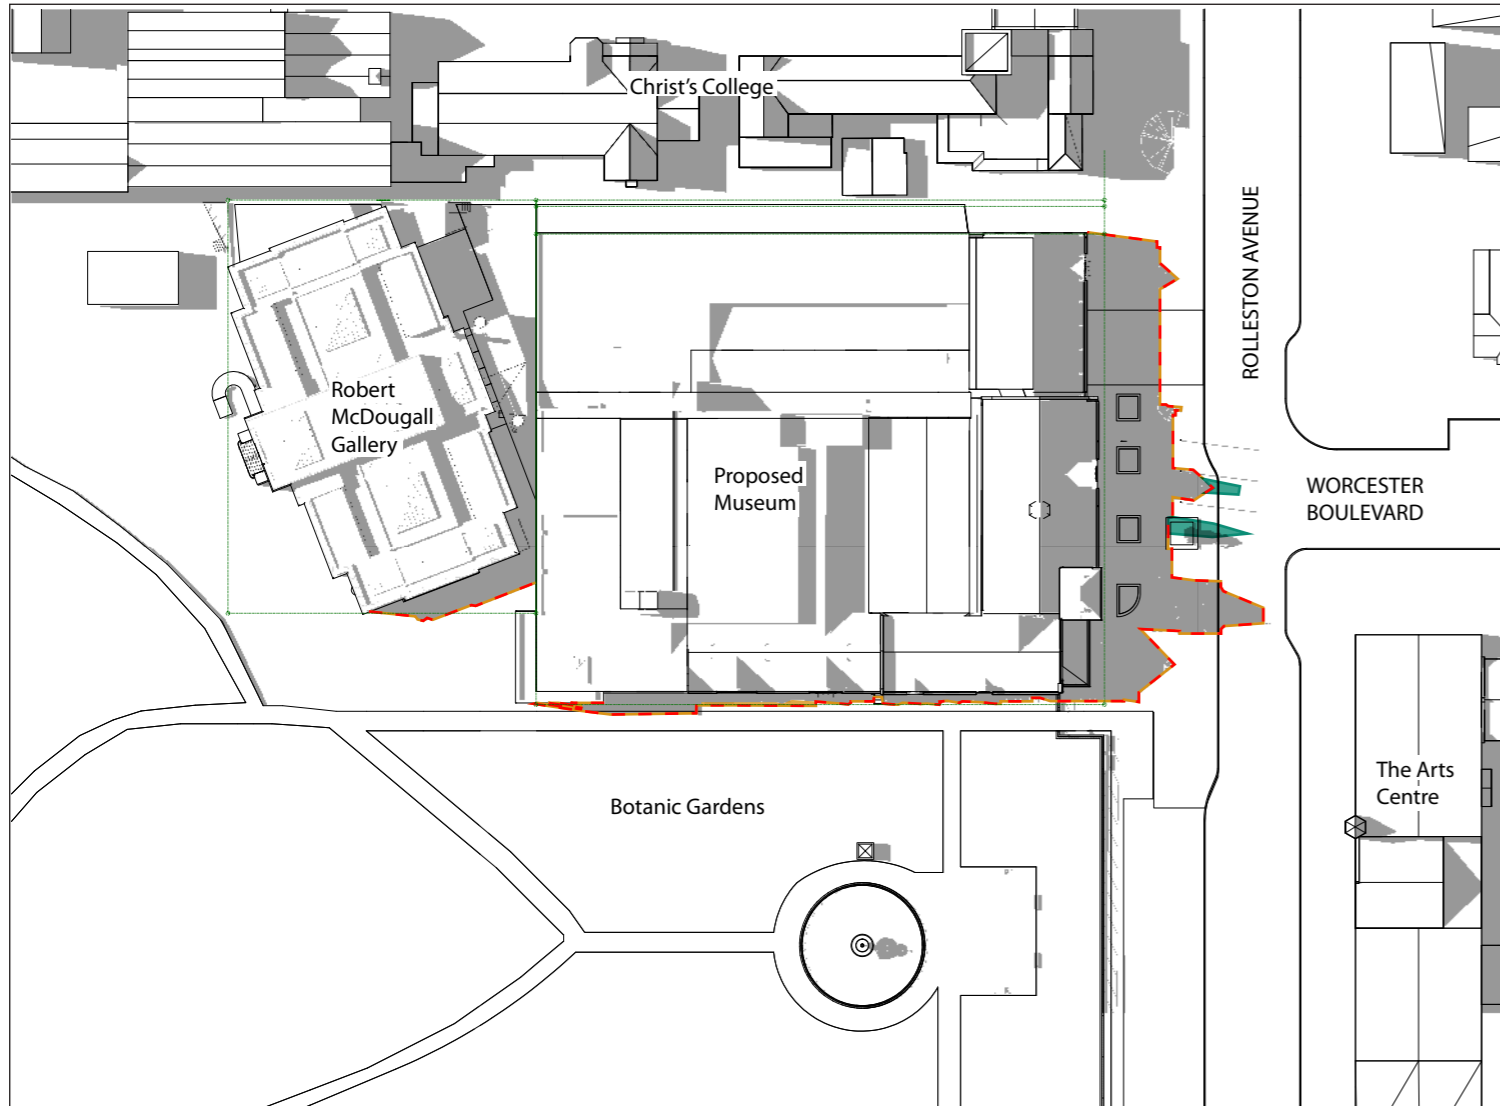 Christ's College
ROLLESTON AVENUE
Robert
McDougall
Gallery
Proposed
Museum
WORCESTER
BOULEVARD
The Arts
Centre
Botanic Gardens